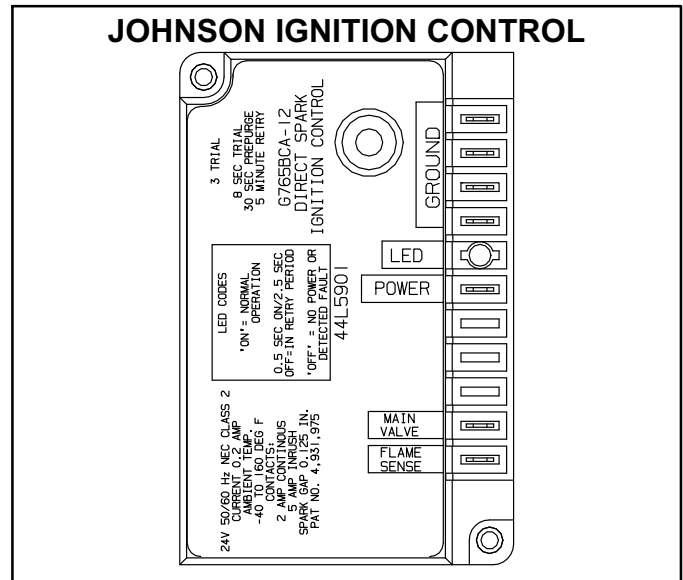 JOHNSON IGNITION CONTROL
3 TRIAL
8 SEC TRIAL
30 SEC PREPURGE
5 MINUTE RETRY
G765BCA-12
DIRECT SPARK
IGNITION CONTROL
GROUND
LED
POWER
LED CODES
'ON'= NORMAL
OPERATION
0.5 SEC ON/2.5 SEC
OFF=IN RETRY PERIOD
'OFF' = NO POWER OR
DETECTED FAULT
44L5901
24V 50/60 Hz NEC CLASS 2
CURRENT 0.2 AMP
AMBIENT TEMP.
-40 TO 160 DEG F
CONTACTS:
2 AMP CONTINOUS
5 AMP INRUSH
SPARK GAP 0.125 IN.
PAT NO. 4,931,975
MAIN
VALVE
FLAME
SENSE